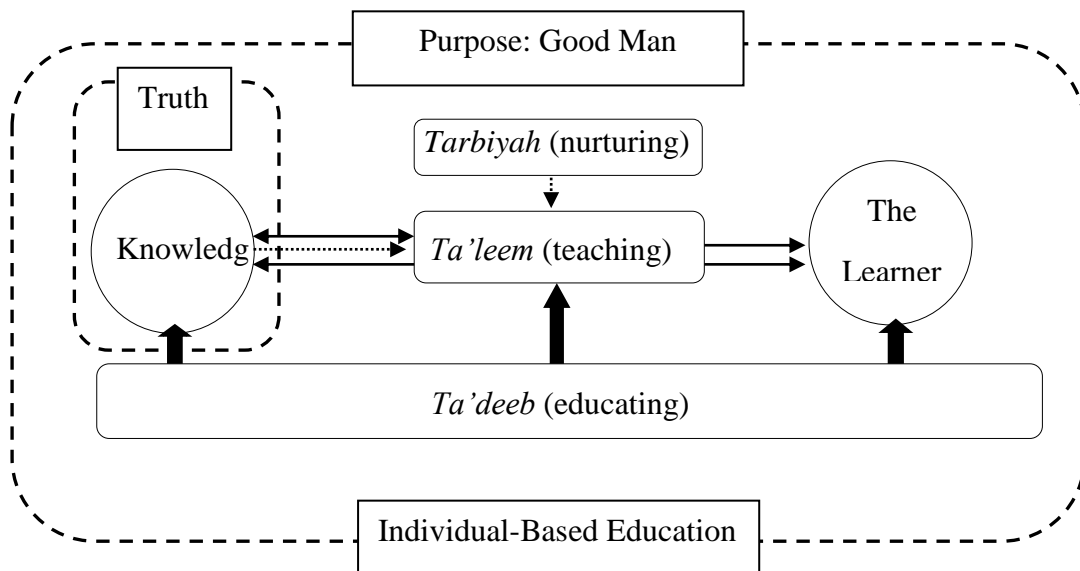 Purpose: Good Man
Truth
Tarbiyah (nurturing)
Knowledg
Ta’leem (teaching)
The
Learner
Ta’deeb (educating)
Individual-Based Education